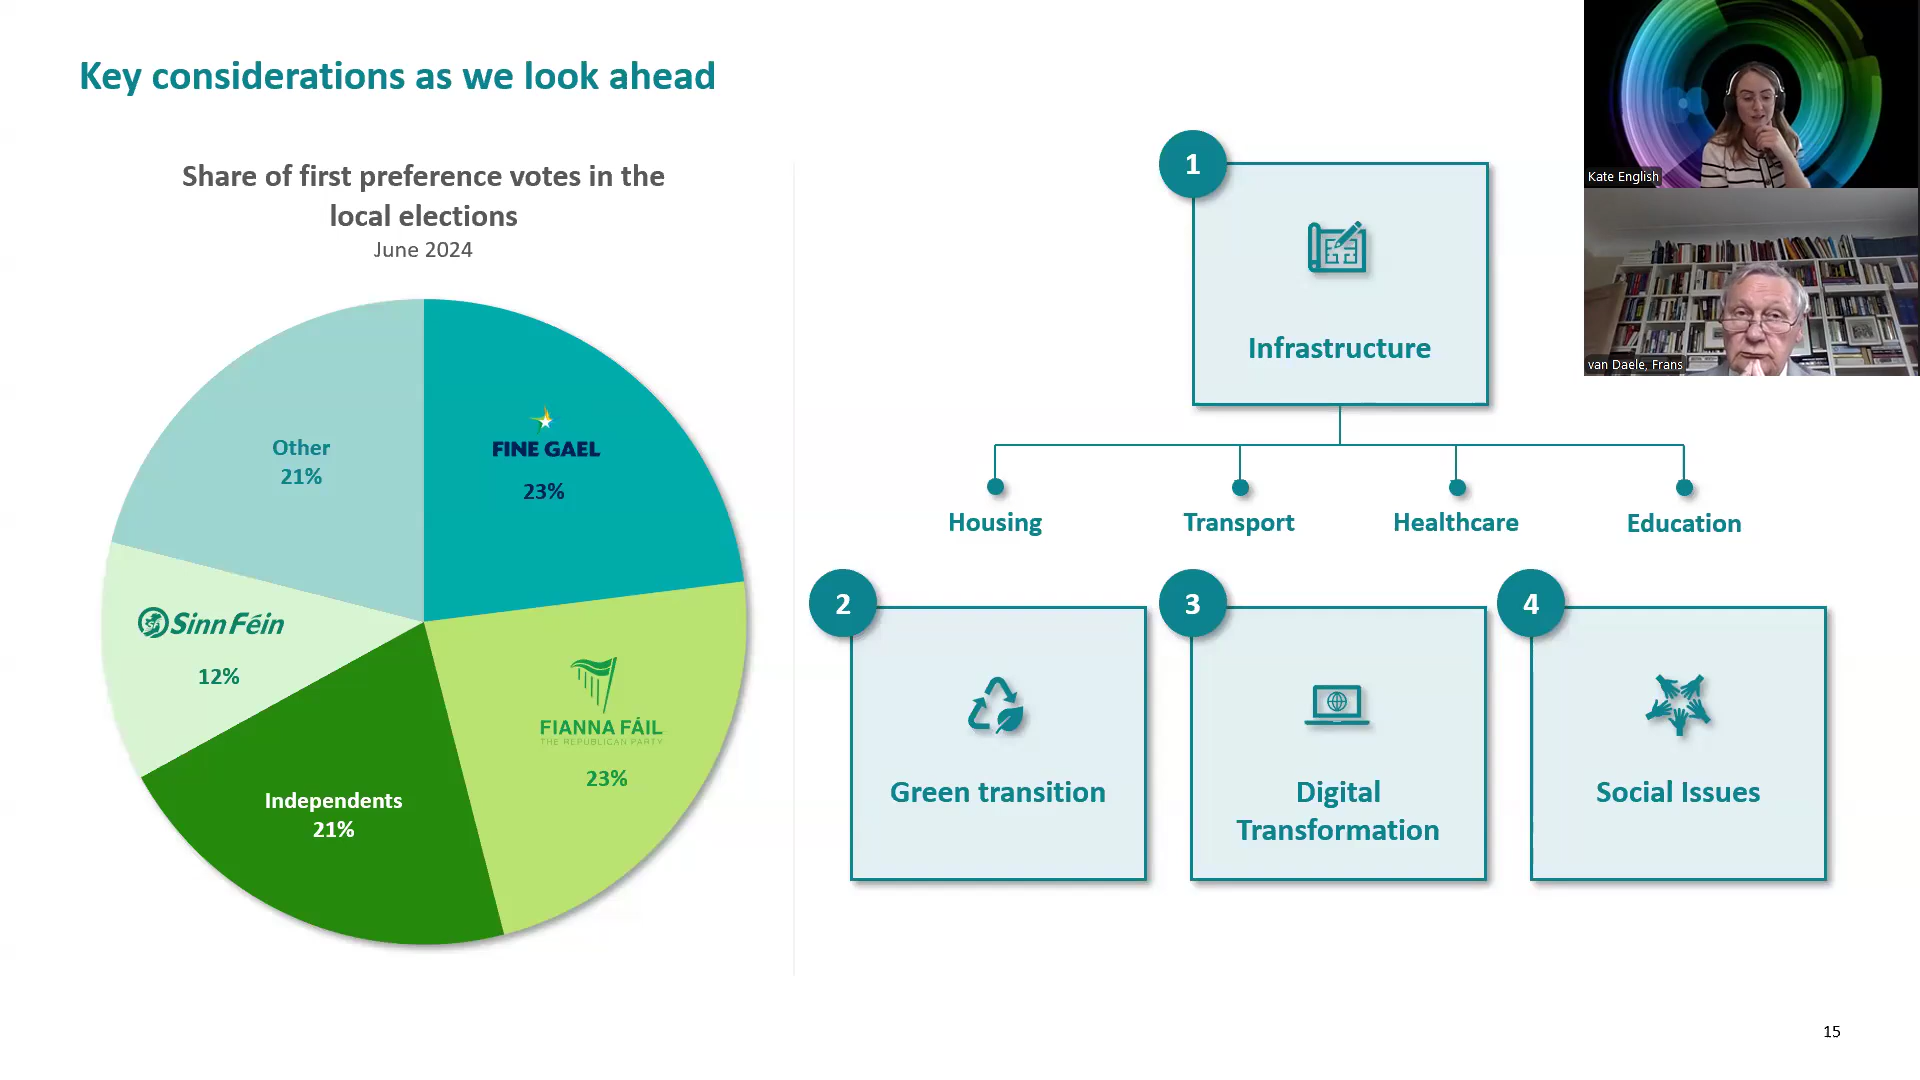 Key considerations as we look ahead
Share of first preference votes in the
local elections
June 2024
Other
21%
FINE GAEL
23%
Sinn Féin
12%
FIANNA FÁIL
THE REPUBLICAN PARTY
23%
Independents
21%
1
Infrastructure
Housing
Transport
Healthcare
Education
2
Green transition
3
Digital
Transformation
4
Social Issues
Kate English
van Daele, Frans
15